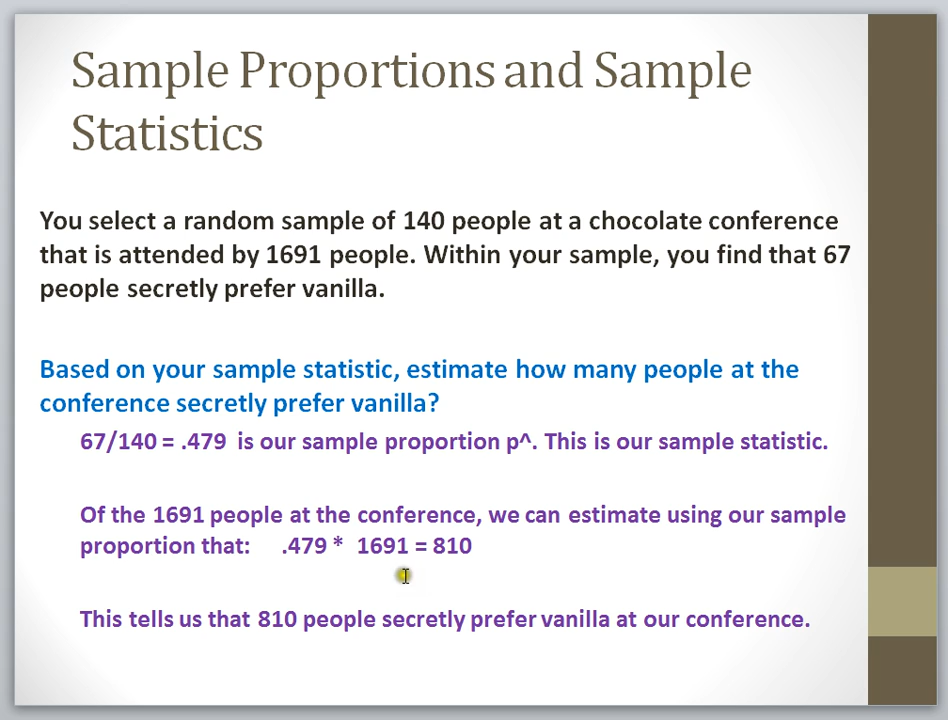 Sample Proportions and Sample
Statistics
You select a random sample of 140 people at a chocolate conference
that is attended by 1691 people. Within your sample, you find that 67
people secretly prefer vanilla.
Based on your sample statistic, estimate how many people at the
conference secretly prefer vanilla?
67/140 = .479 is our sample proportion p^. This is our sample statistic.
Of the 1691 people at the conference, we can estimate using our sample
proportion that: .479 * 1691 = 810
This tells us that 810 people secretly prefer vanilla at our conference.